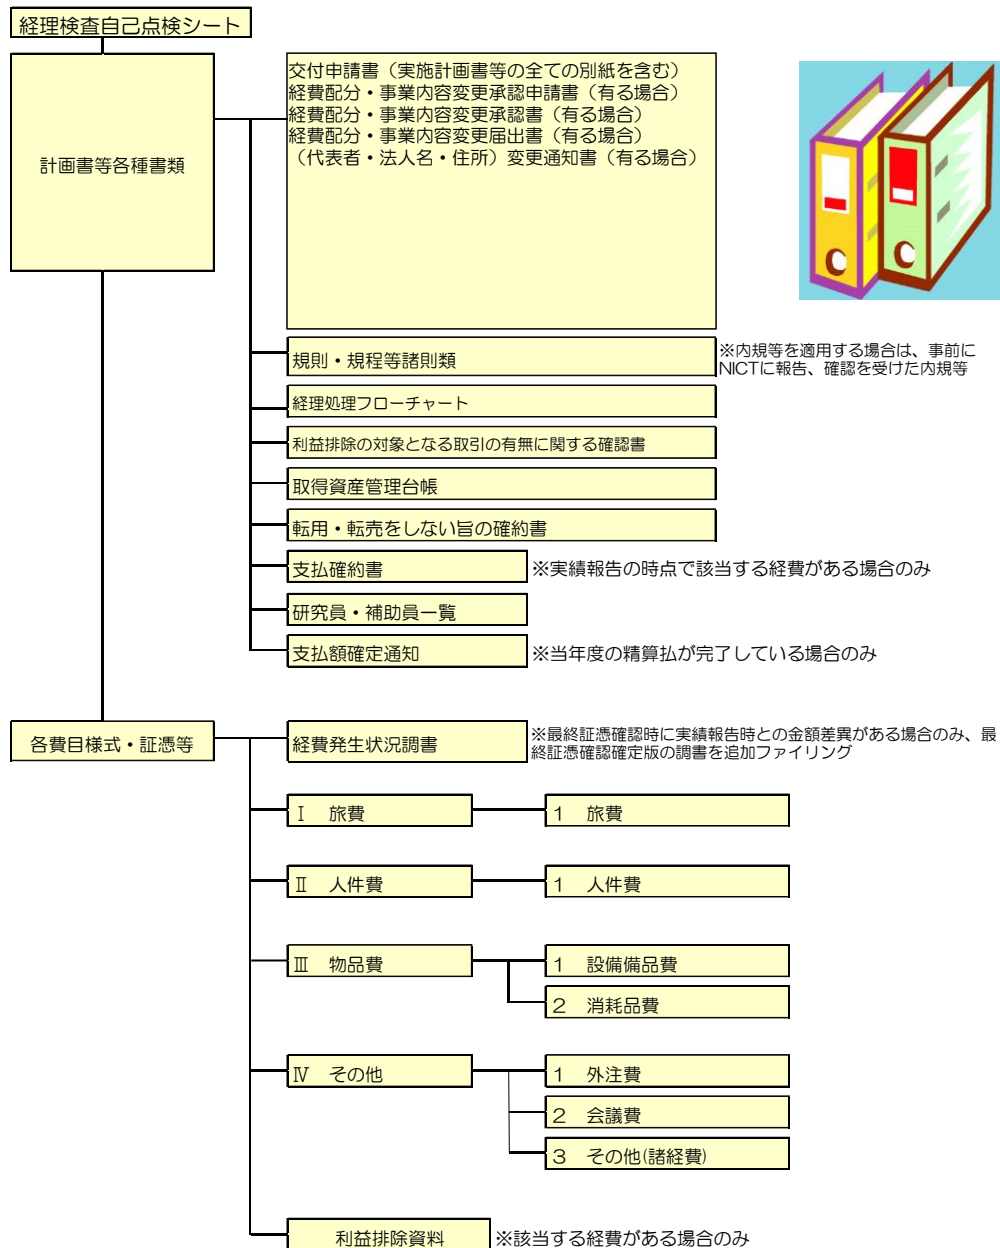 経理検査自己点検シート
計画書等各種書類
交付申請書（実施計画書等の全ての別紙を含む）
経費配分・事業内容変更承認申請書（有る場合）
経費配分・事業内容変更承認書（有る場合）
経費配分・事業内容変更届出書（有る場合）
（代表者・法人名・住所）変更通知書（有る場合）
規則・規程等諸則類
※内規等を適用する場合は、事前に
NICTに報告、確認を受けた内規等
経理処理フローチャート
利益排除の対象となる取引の有無に関する確認書
取得資産管理台帳
転用・転売をしない旨の確約書
支払確約書
※実績報告の時点で該当する経費がある場合のみ
研究員・補助員一覧
支払額確定通知
※当年度の精算払が完了している場合のみ
各費目様式・証憑等
経費発生状況調書
※最終証憑確認時に実績報告時との金額差異がある場合のみ、最
終証憑確認確定版の調書を追加ファイリング
Ⅰ　旅費
1　旅費
Ⅱ　人件費
1　人件費
Ⅲ　物品費
1　設備備品費
2　消耗品費
Ⅳ　その他
1　外注費
2　会議費
3　その他(諸経費)
利益排除資料
※該当する経費がある場合のみ